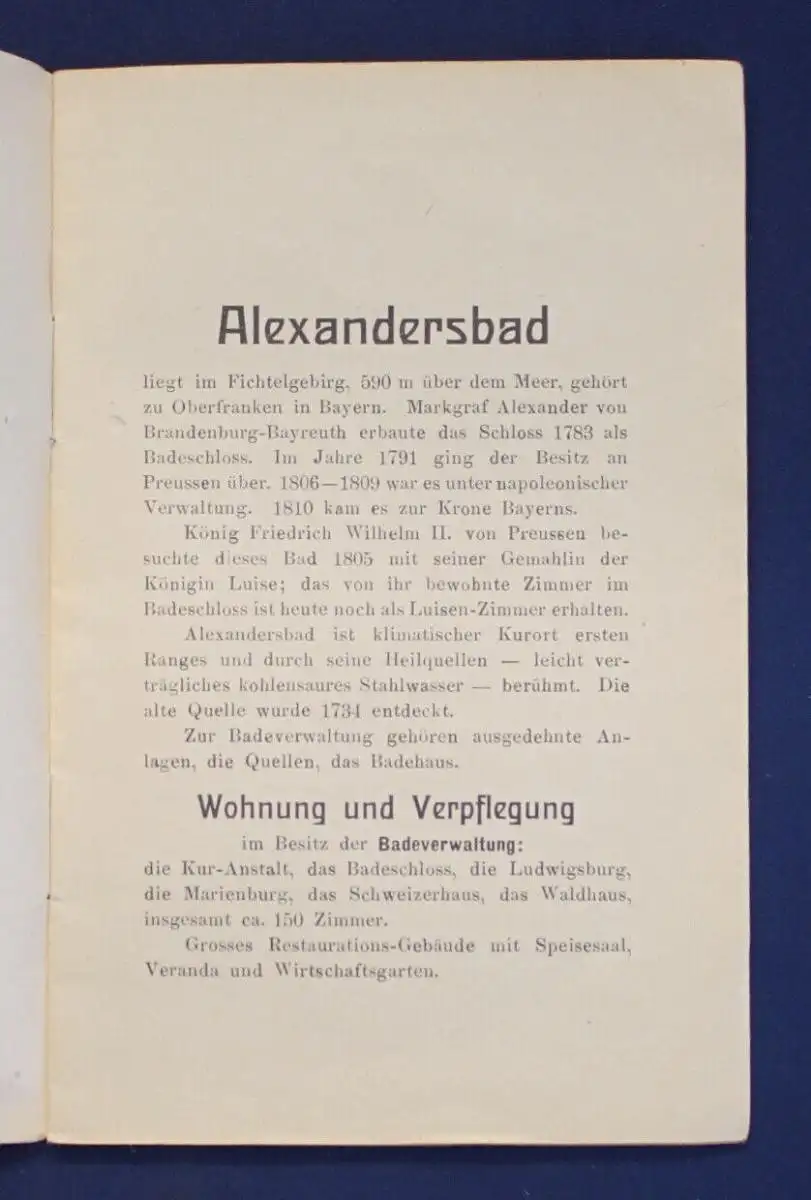 Alexandersbad
liegt im Fichtelgebirg, 590 m über dem Meer, gehört
zu Oberfranken in Bayern. Markgraf Alexander von
Brandenburg-Bayreuth erbaute das Schloss 1783 als
Badeschloss. Im Jahre 1791 ging der Besitz an
Preussen über. 1806—1809 war es unter napoleonischer
Verwaltung. 1810 kam es zur Krone Bayerns.
König Friedrich Wilhelm II. von Preussen be-
suchte dieses Bad 1805 mit seiner Gemahlin der
Königin Luise; das von ihr bewohnte Zimmer im
Badeschloss ist heute noch als Luisen-Zimmer erhalten.
Alexandersbad ist klimatischer Kurort ersten
Ranges und durch seine Heilquellen — leicht ver-
trägliches kohlensaures Stahlwasser — berühmt. Die
alte Quelle wurde 1734 entdeckt.
Zur Badeverwaltung gehören ausgedehnte An-
lagen, die Quellen, das Badehaus.
Wohnung und Verpflegung
im Besitz der Badeverwaltung:
die Kur-Anstalt, das Badeschloss, die Ludwigsburg,
die Marienburg, das Schweizerhaus, das Waldhaus,
insgesamt ca. 150 Zimmer.
Grosses Restaurations-Gebäude mit Speisesaal,
Veranda und Wirtschaftsgarten.